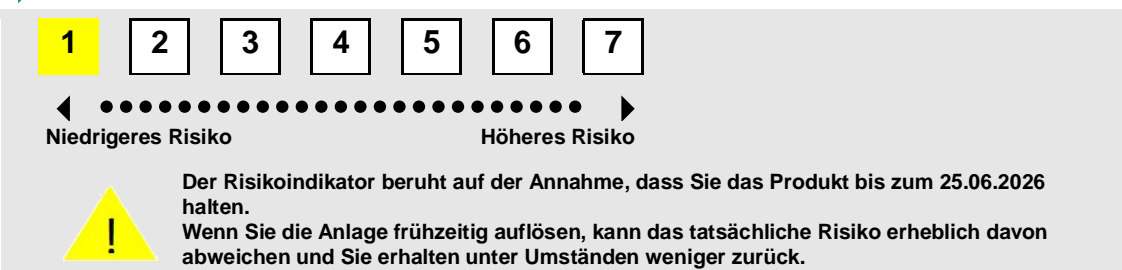 1 2 3 4 5 6 7
Niedrigeres Risiko Höheres Risiko
Der Risikoindikator beruht auf der Annahme, dass Sie das Produkt bis zum 25.06.2026
halten.
Wenn Sie die Anlage frühzeitig auflösen, kann das tatsächliche Risiko erheblich davon
abweichen und Sie erhalten unter Umständen weniger zurück.
!